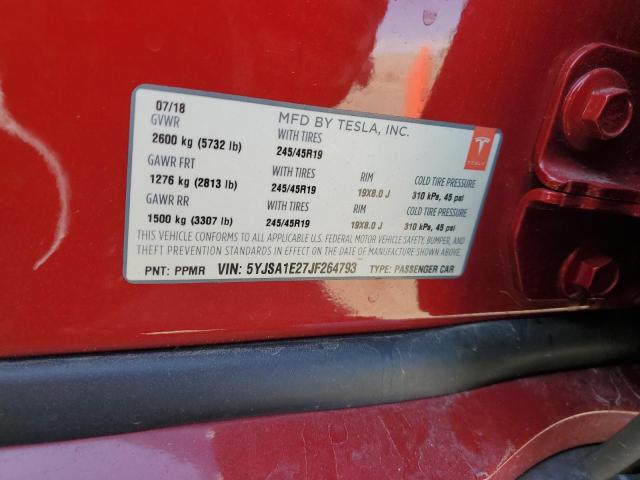 07/18
MFD BY TESLA, INC.
GVWR
2600 kg (5732 lb)
WITH TIRES
245/45R19
GAWR FRT
1276 kg (2813 lb)
WITH TIRES
245/45R19
RIM
19X8.0 J
COLD TIRE PRESSURE
310 kPs, 45 psi
GAWR RR
1500 kg (3307 lb)
WITH TIRES
245/45R19
RIM
19X8.0 J
COLD TIRE PRESSURE
310 kPs, 45 psi
THIS VEHICLE CONFORMS TO ALL APPLICABLE U.S. FEDERAL MOTOR VEHICLE SAFETY, BUMPER, AND
THEFT PREVENTION STANDARDS IN EFFECT ON THE DATE OF MANUFACTURE SHOWN
ABOVE.
PNT: PPMR VIN: 5YJSA1E27JF264793 TYPE: PASSENGER CAR
TESLA